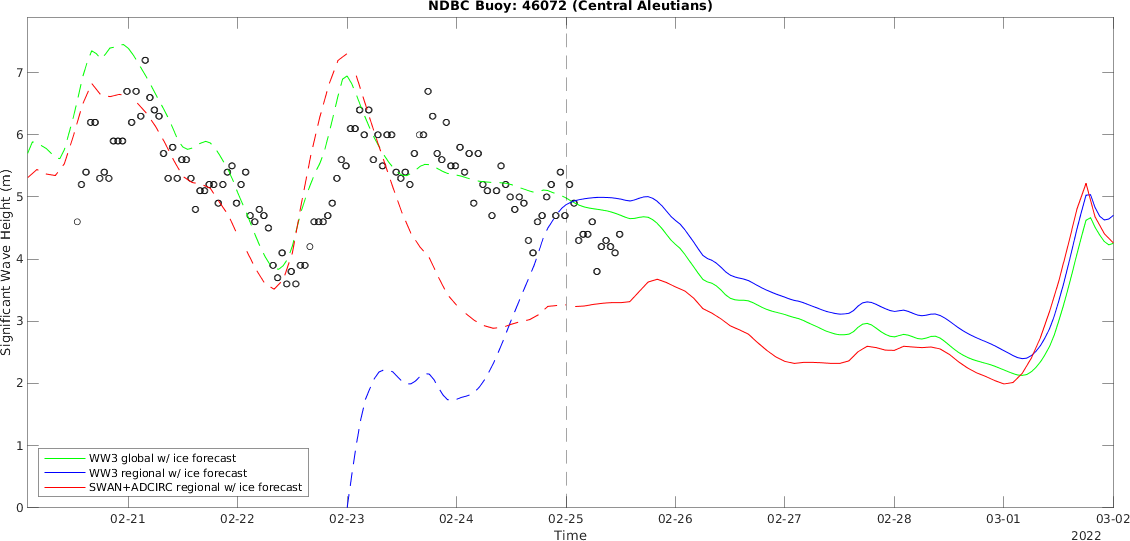 NDBC Buoy: 46072 (Central Aleutians)
Significant Wave Height (m)
7
6
5
4
3
2
1
0
WW3 global w/ ice forecast
WW3 regional w/ ice forecast
SWAN+ADCIRC regional w/ ice forecast
02-21 02-22 02-23 02-24 02-25 02-26 02-27 02-28 03-01 03-02
Time
2022